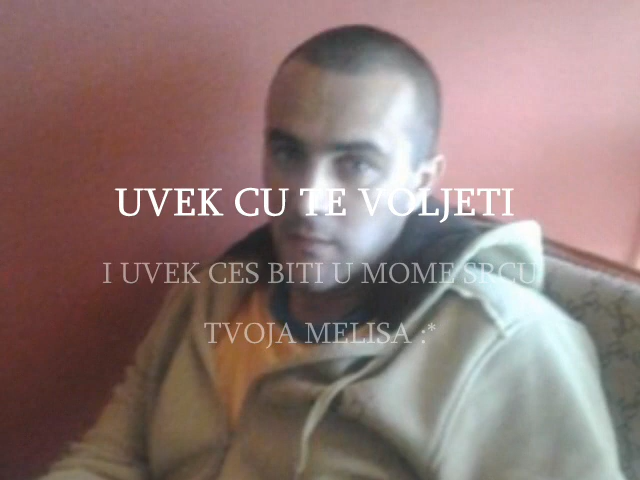 UVEK CU TE VOLJETI
I UVEK CES BITI U MOME SRCU
TVOJA MELISA :*